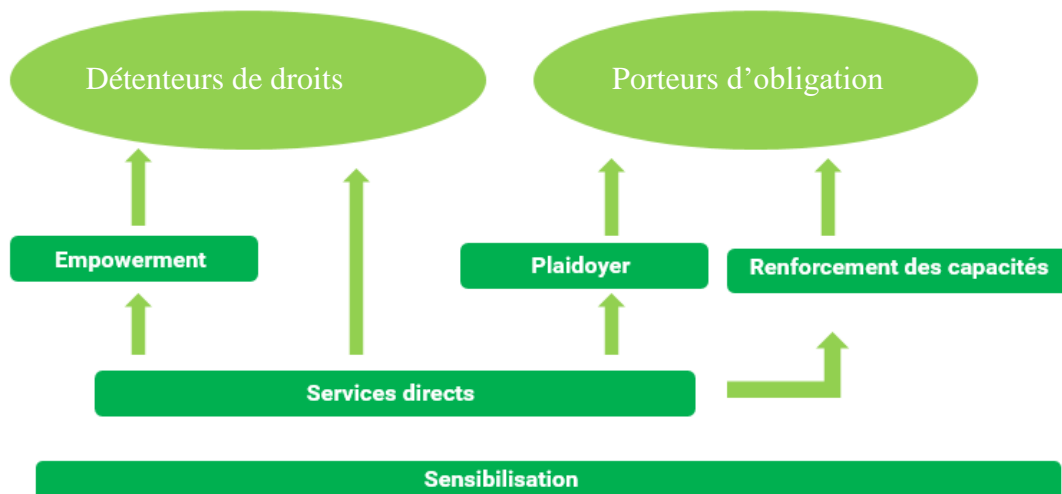 Détenteurs de droits
Porteurs d’obligation
Empowerment
Plaidoyer
Renforcement des capacités
Services directs
Sensibilisation